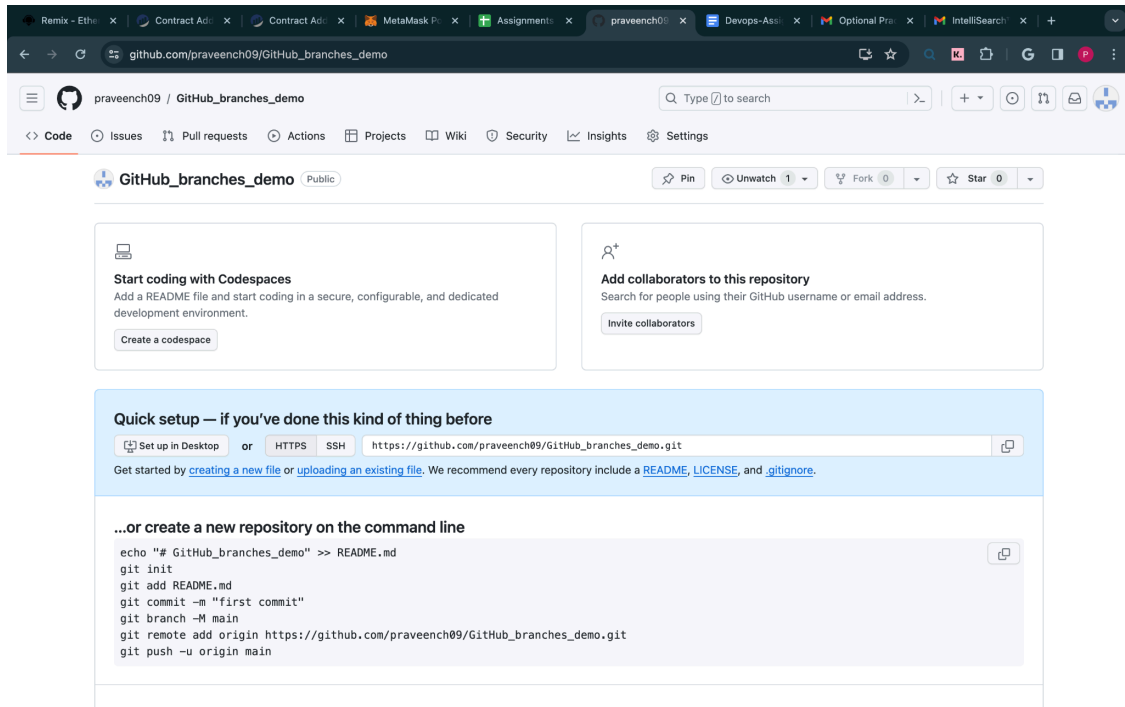 Remix - Ethe
Contract Add
Contract Add
MetaMask Po
Assignments
praveench09
Devops-Assig
Optional Prac
IntelliSearch
github.com/praveench09/GitHub_branches_demo
K.
G
P
praveench09 / GitHub_branches_demo
Type / to search
<> Code
Issues
Pull requests
Actions
Projects
Wiki
Security
Insights
Settings
GitHub_branches_demo Public
Pin
Unwatch 1
Fork 0
Star 0
Start coding with Codespaces
Add a README file and start coding in a secure, configurable, and dedicated
development environment.
Create a codespace
Add collaborators to this repository
Search for people using their GitHub username or email address.
Invite collaborators
Quick setup — if you've done this kind of thing before
Set up in Desktop or HTTPS SSH https://github.com/praveench09/GitHub_branches_demo.git
Get started by creating a new file or uploading an existing file. We recommend every repository include a README, LICENSE, and .gitignore.
...or create a new repository on the command line
echo "# GitHub_branches_demo" >> README.md
git init
git add README.md
git commit -m "first commit"
git branch -M main
git remote add origin https://github.com/praveench09/GitHub_branches_demo.git
git push -u origin main